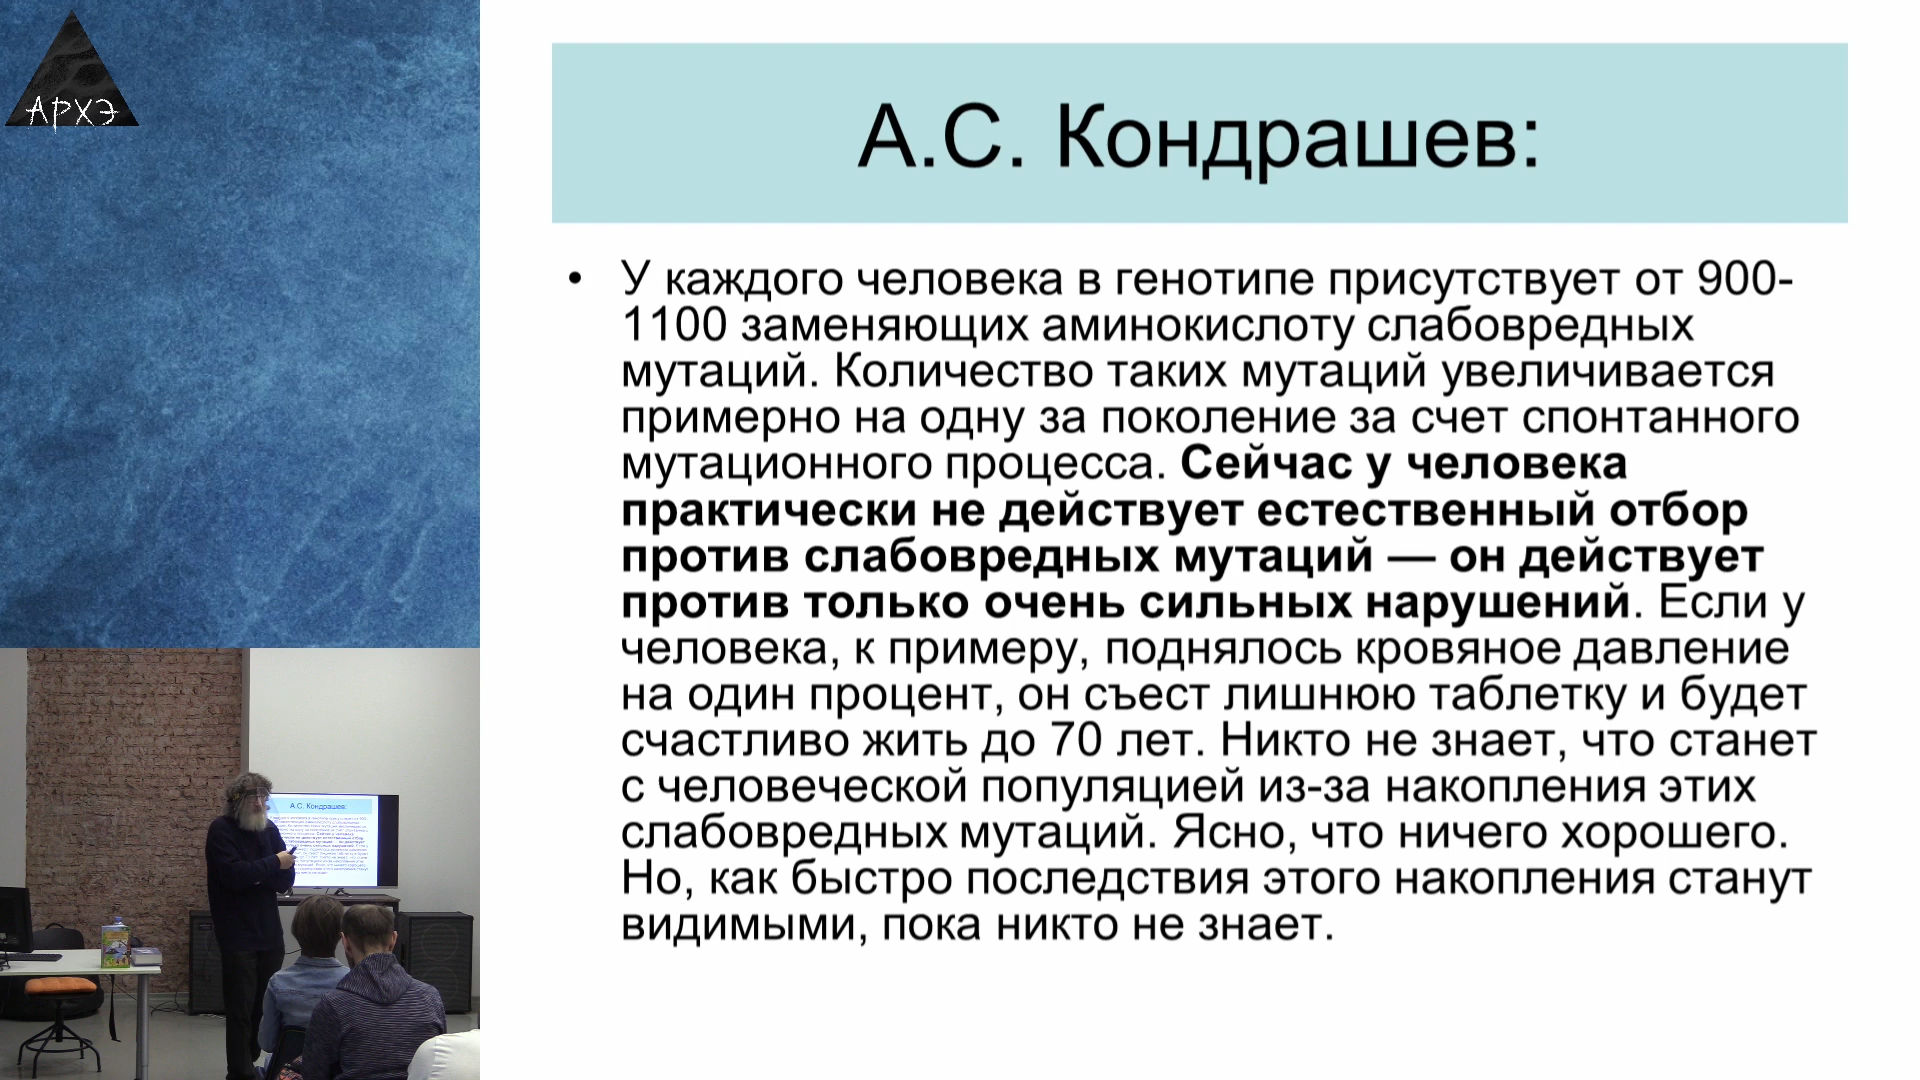 АРХЭ
А.С. Кондрашев:
• У каждого человека в генотипе присутствует от 900-
1100 заменяющих аминокислоту слабовредных
мутаций. Количество таких мутаций увеличивается
примерно на одну за поколение за счет спонтанного
мутационного процесса. Сейчас у человека
практически не действует естественный отбор
против слабовредных мутаций — он действует
против только очень сильных нарушений. Если у
человека, к примеру, поднялось кровяное давление
на один процент, он съест лишнюю таблетку и будет
счастливо жить до 70 лет. Никто не знает, что станет
с человеческой популяцией из-за накопления этих
слабовредных мутаций. Ясно, что ничего хорошего.
Но, как быстро последствия этого накопления станут
видимыми, пока никто не знает.
А.С. Кондрашев: